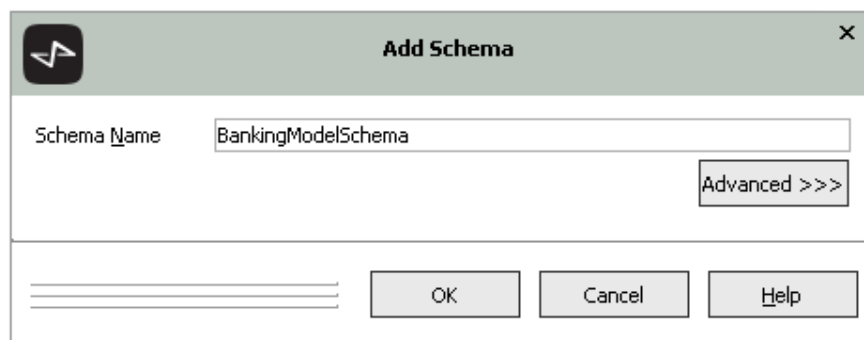 Add Schema
Schema Name BankingModelSchema
Advanced >>>
OK Cancel Help